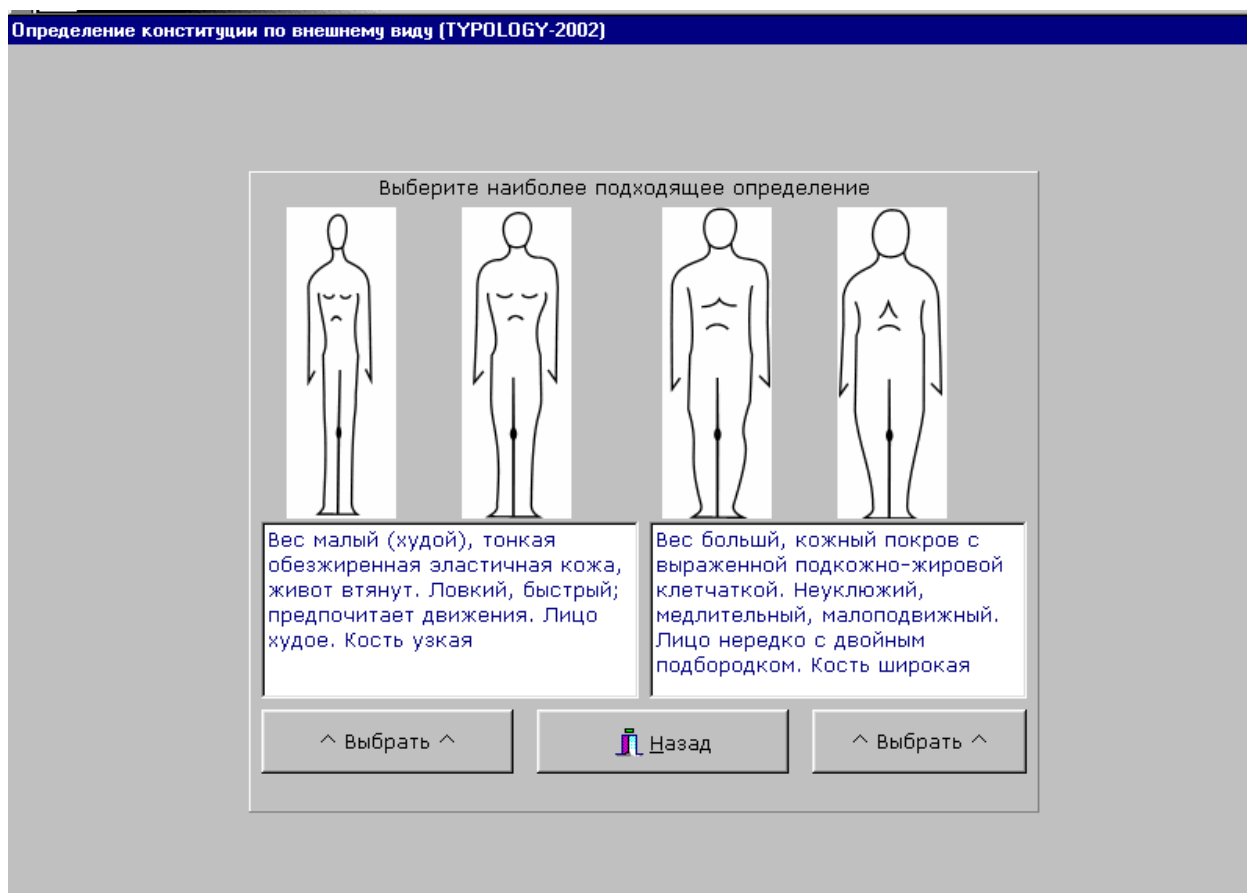 Определение конституции по внешнему виду (TYPOLOGY-2002)
Выберите наиболее подходящее определение
Вес малый (худой), тонкая
обезжиренная эластичная кожа,
живот втянут. Ловкий, быстрый;
предпочитает движения. Лицо
худое. Кость узкая
Вес большй, кожный покров с
выраженной подкожно-жировой
клетчаткой. Неуклюжий,
медлительный, малоподвижный.
Лицо нередко с двойным
подбородком. Кость широкая
^ Выбрать ^
Назад
^ Выбрать ^